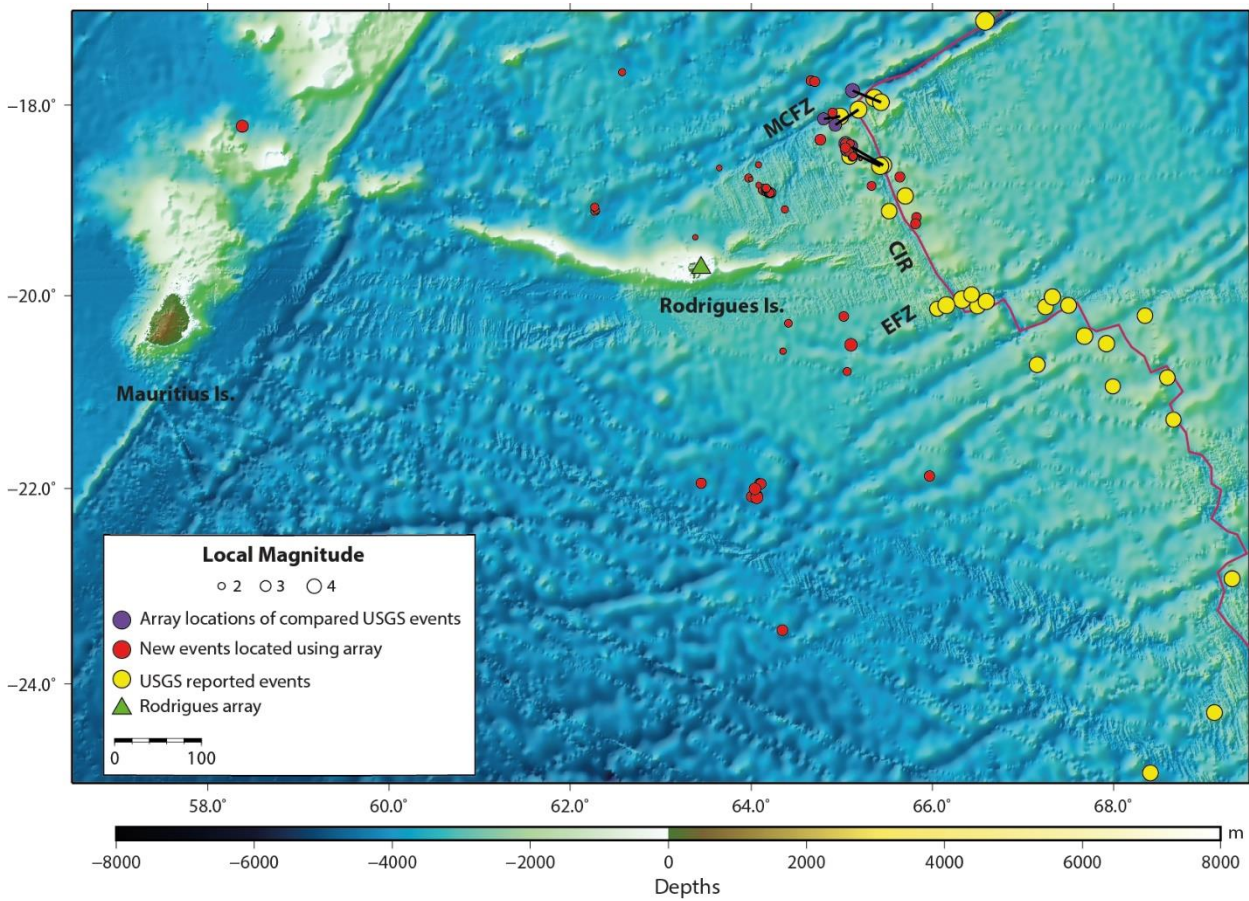 −18.0˚
−20.0˚
−22.0˚
−24.0˚
MCFZ
CIR
EFZ
Rodrigues Is.
Mauritius Is.
Local Magnitude
2 3 4
Array locations of compared USGS events
New events located using array
USGS reported events
Rodrigues array
0 100
58.0˚ 60.0˚ 62.0˚ 64.0˚ 66.0˚ 68.0˚
m
−8000 −6000 −4000 −2000 0 2000 4000 6000 8000
Depths